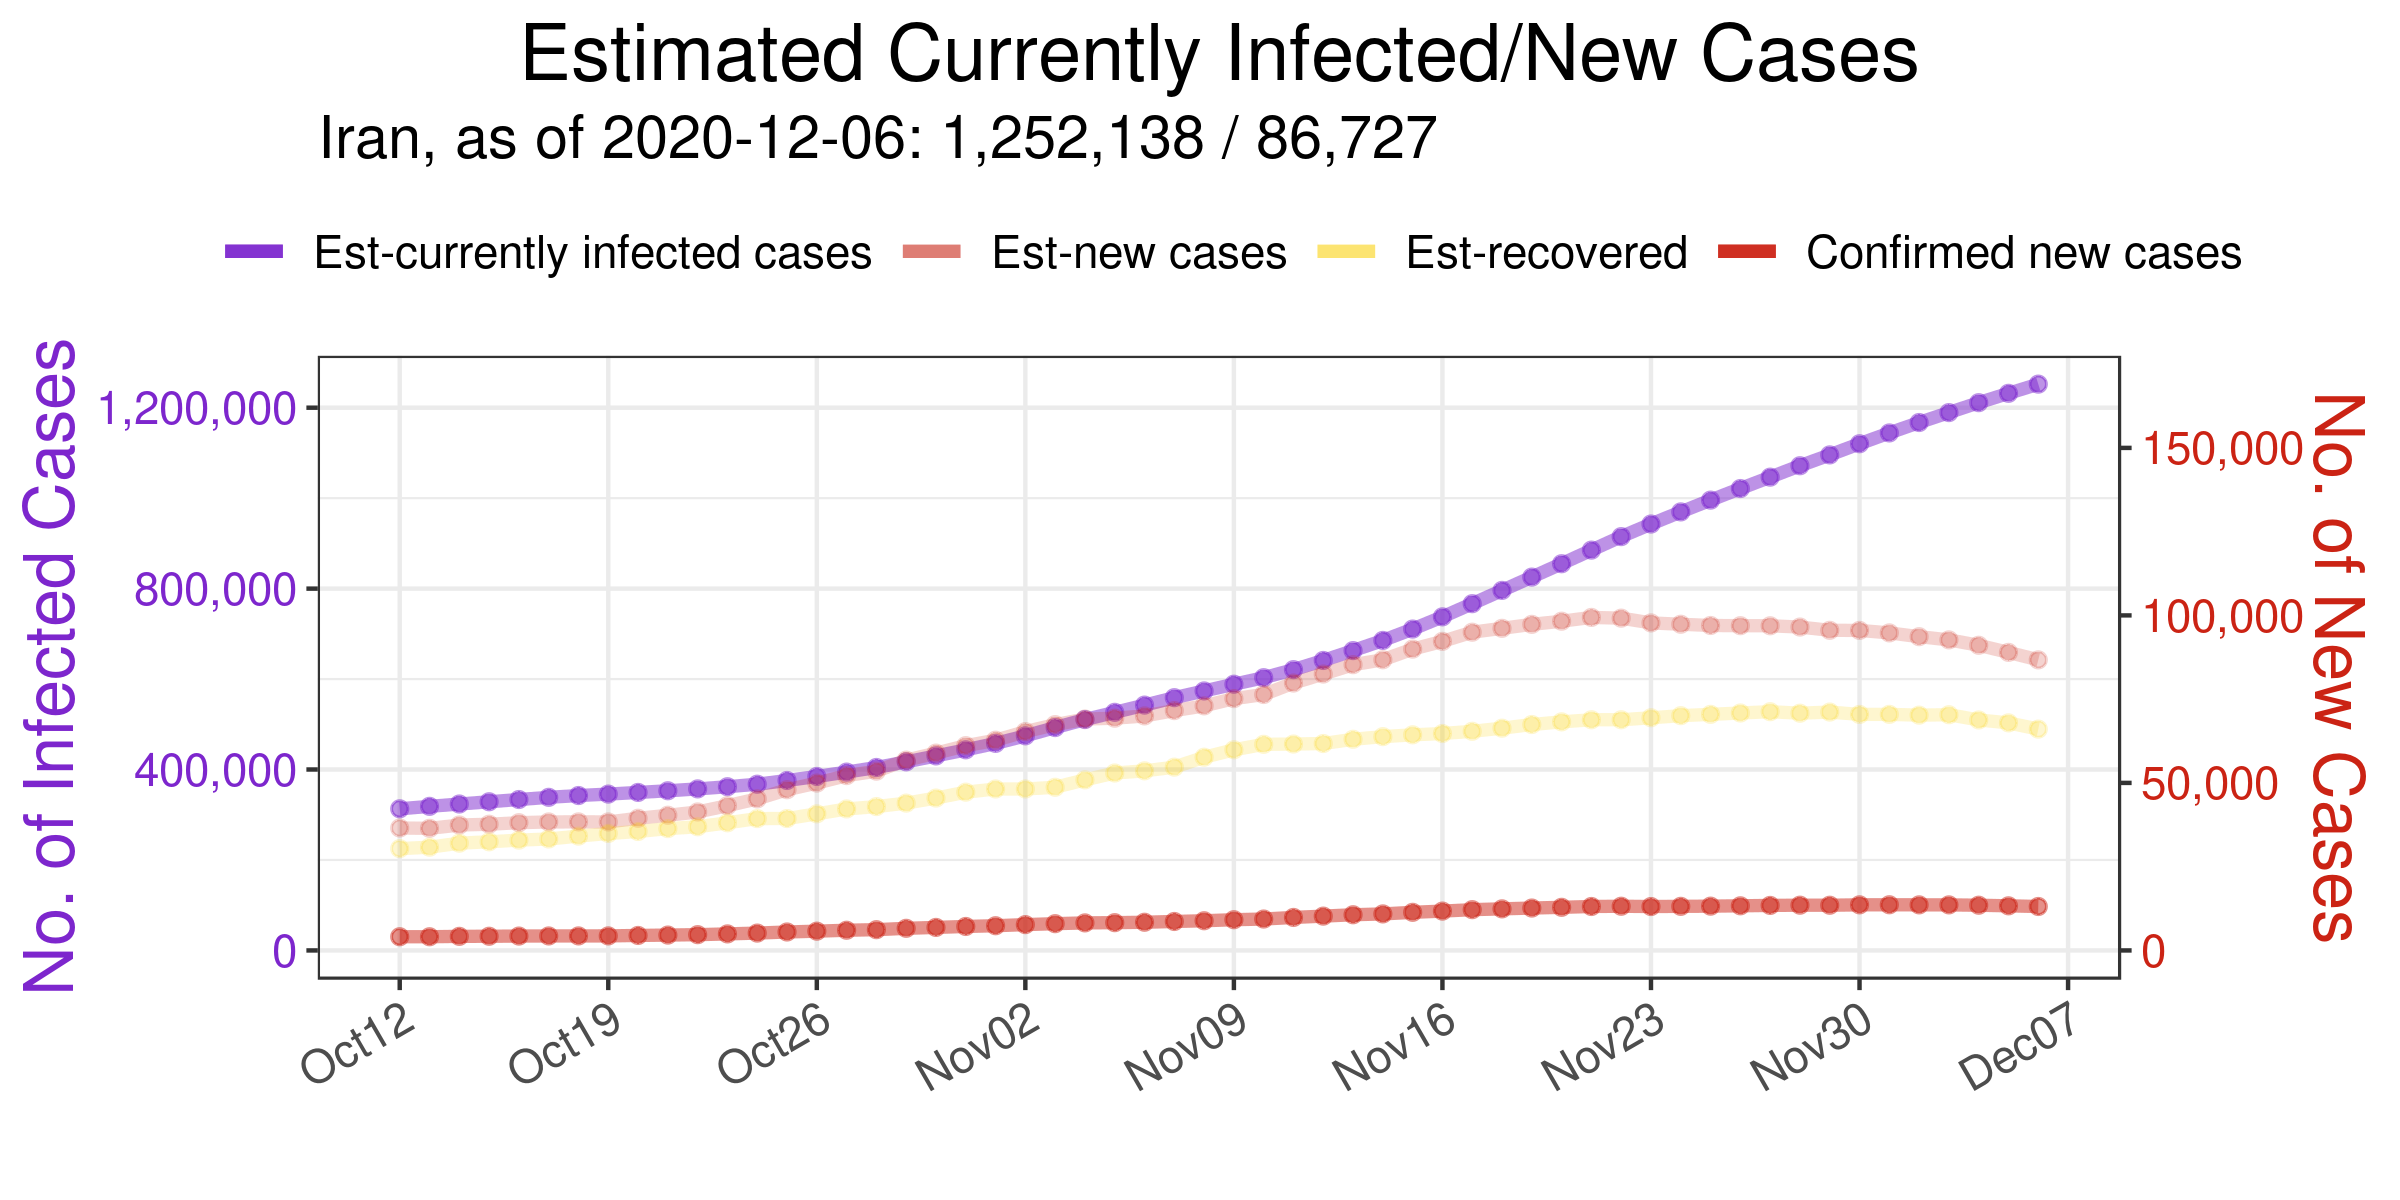 Estimated Currently Infected/New Cases
Iran, as of 2020-12-06: 1,252,138 / 86,727
Est-currently infected cases Est-new cases Est-recovered Confirmed new cases
No. of Infected Cases
1,200,000
800,000
400,000
0
150,000
100,000
50,000
0
No. of New Cases
Oct12 Oct19 Oct26 Nov02 Nov09 Nov16 Nov23 Nov30 Dec07